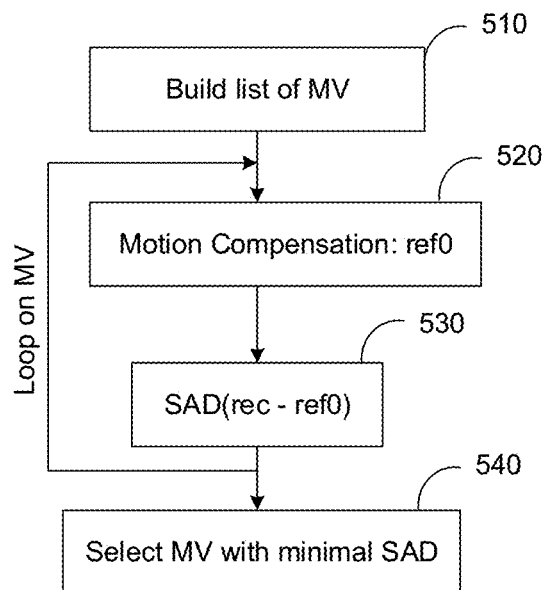 510
Build list of MV
520
Motion Compensation: ref0
Loop on MV
530
SAD(rec - ref0)
540
Select MV with minimal SAD